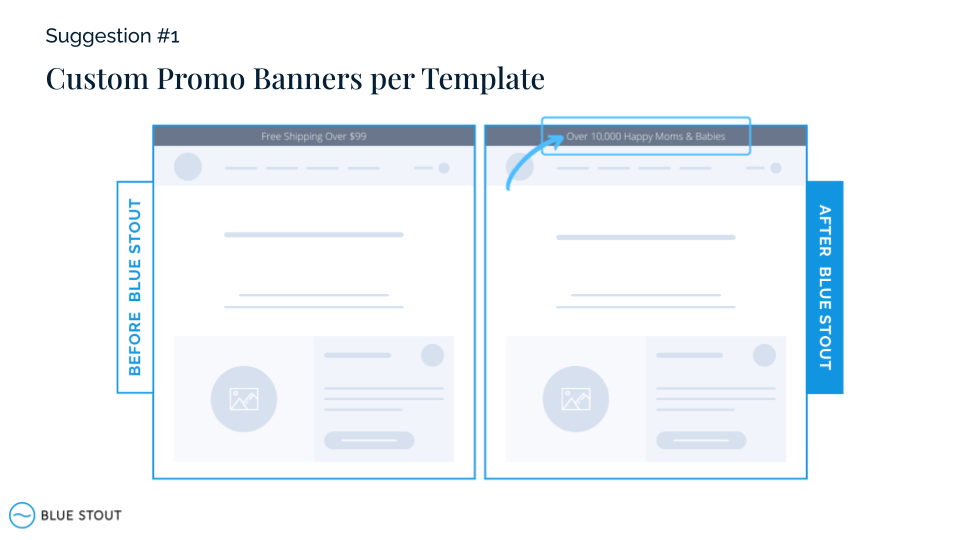 Suggestion #1
Custom Promo Banners per Template
Free Shipping Over $99
Over 10,000 Happy Moms & Babies
BEFORE BLUE STOUT
AFTER BLUE STOUT
BLUE STOUT